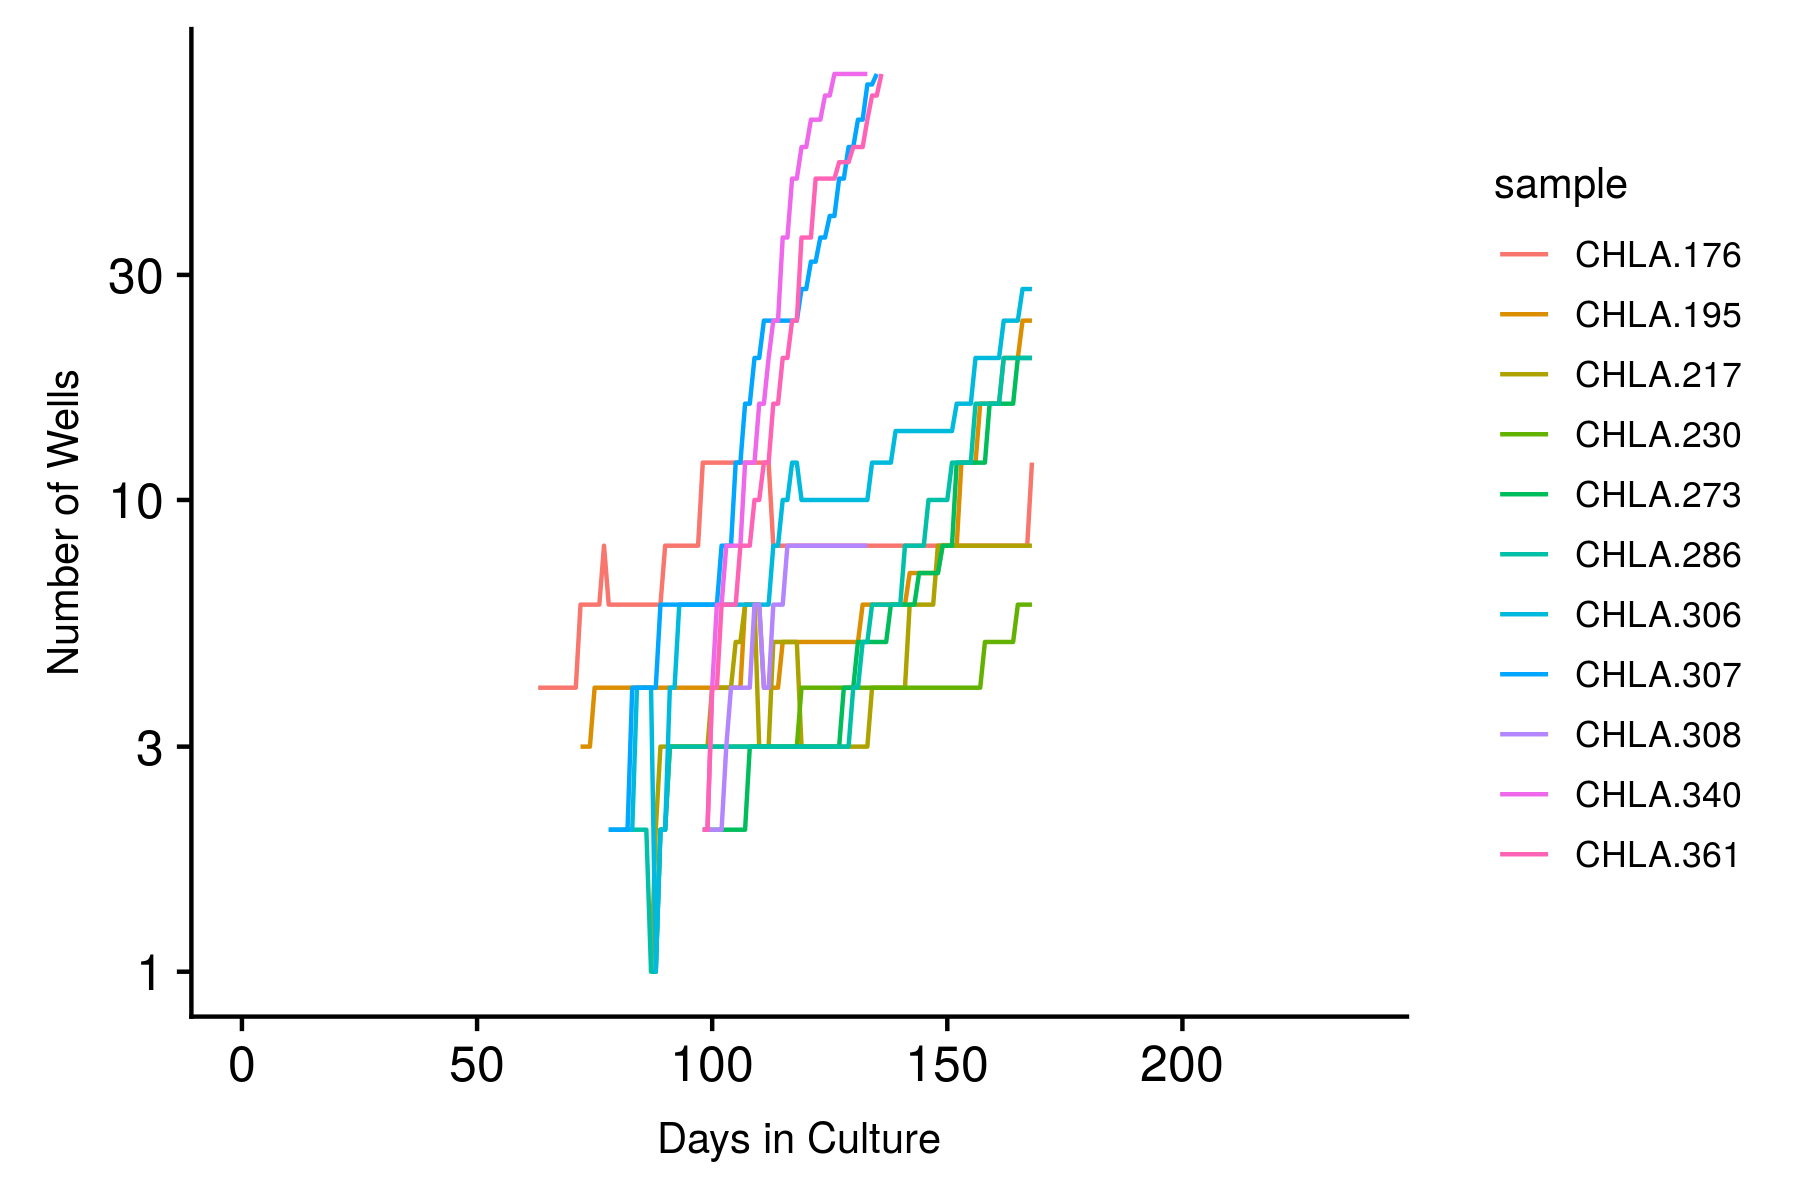 Number of Wells
30
10
3
1
0 50 100 150 200
Days in Culture
sample
CHLA.176
CHLA.195
CHLA.217
CHLA.230
CHLA.273
CHLA.286
CHLA.306
CHLA.307
CHLA.308
CHLA.340
CHLA.361